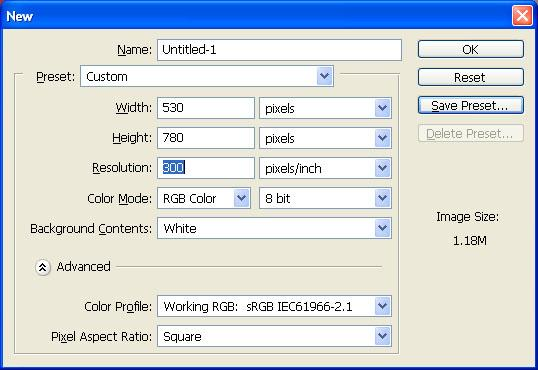 New
Name: Untitled-1
OK
Preset: Custom
Reset
Width: 530 pixels
Save Preset...
Height: 780 pixels
Delete Preset...
Resolution: 300 pixels/inch
Color Mode: RGB Color 8 bit
Image Size:
Background Contents: White
1.18M
Advanced
Color Profile: Working RGB: sRGB IEC61966-2.1
Pixel Aspect Ratio: Square